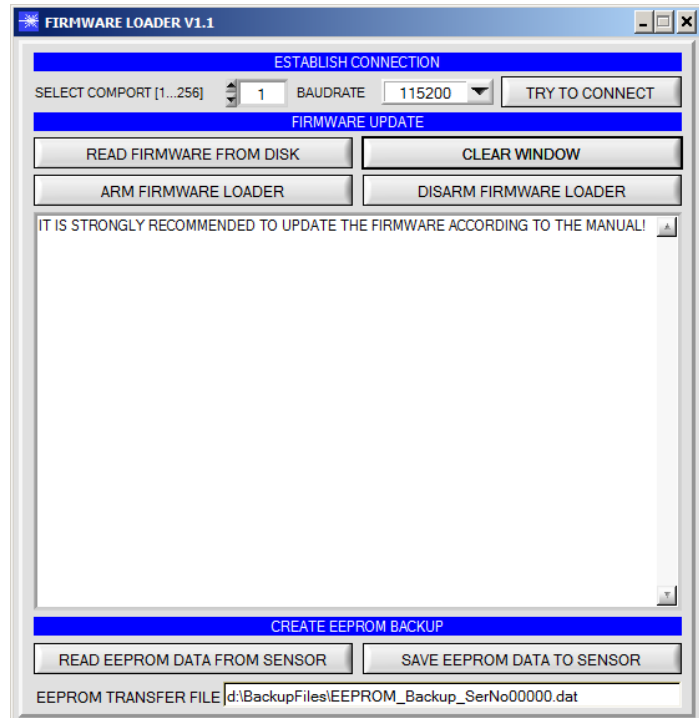 FIRMWARE LOADER V1.1
ESTABLISH CONNECTION
SELECT COMPORT [1...256] 1 BAUDRATE 115200 TRY TO CONNECT
FIRMWARE UPDATE
READ FIRMWARE FROM DISK CLEAR WINDOW
ARM FIRMWARE LOADER DISARM FIRMWARE LOADER
IT IS STRONGLY RECOMMENDED TO UPDATE THE FIRMWARE ACCORDING TO THE MANUAL!
CREATE EEPROM BACKUP
READ EEPROM DATA FROM SENSOR SAVE EEPROM DATA TO SENSOR
EEPROM TRANSFER FILE d:\BackupFiles\EEPROM_Backup_SerNo00000.dat